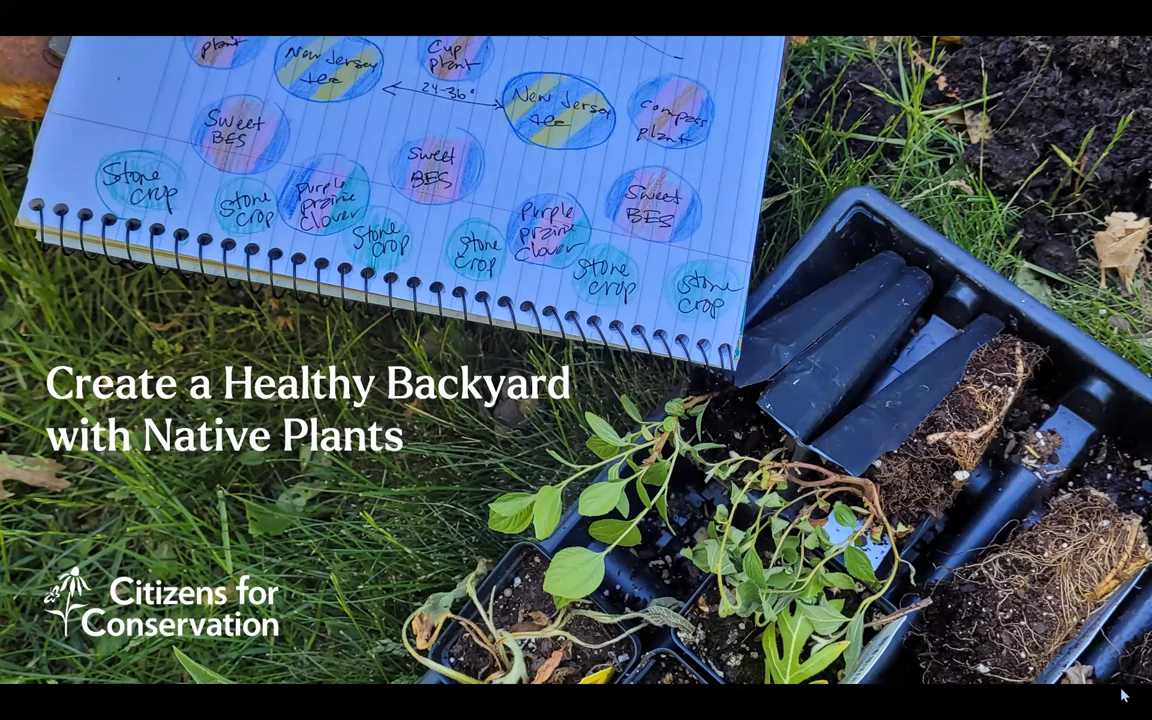 plant
New Jersey
tea
Cup
plant
24-36"
New Jersey
tea
compass
plant
Sweet
BES
Sweet
BES
Sweet
BES
Stone
crop
Stone
crop
Purple
prairie
clover
Stone
crop
Stone
crop
Purple
prairie
clover
Stone
crop
Stone
crop
Create a Healthy Backyard
with Native Plants
Citizens for
Conservation